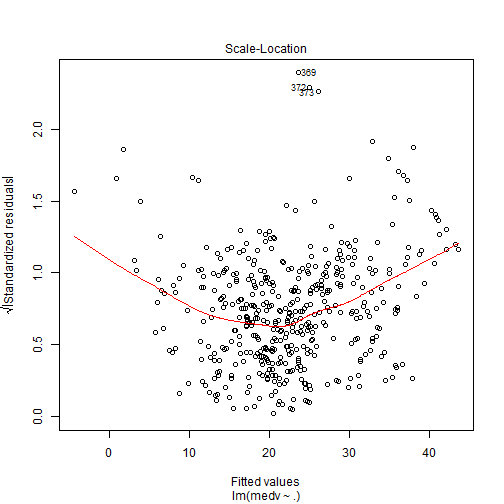 Scale-Location
369
372
373
2.0
1.5
1.0
0.5
0.0
√|Standardized residuals|
0 10 20 30 40
Fitted values
lm(medv ~ .)